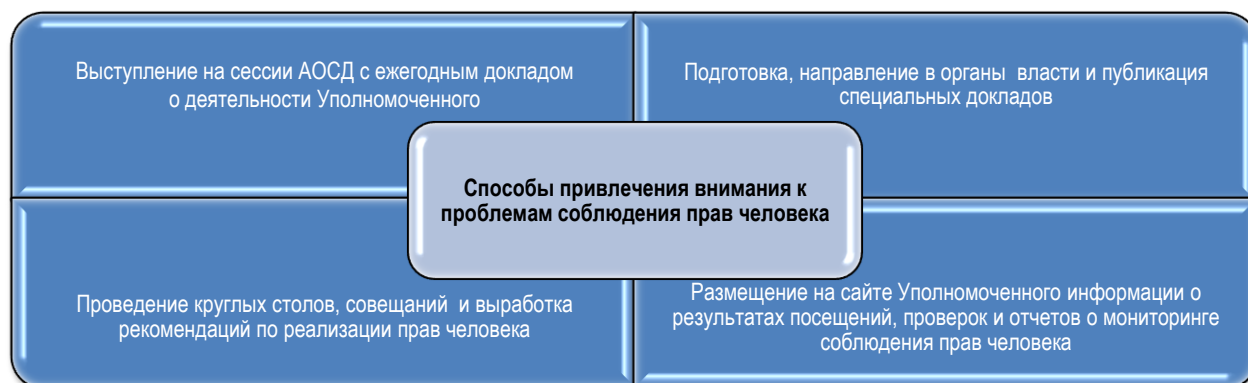 Выступление на сессии АОСД с ежегодным докладом
о деятельности Уполномоченного
Подготовка, направление в органы власти и публикация
специальных докладов
Способы привлечения внимания к
проблемам соблюдения прав человека
Проведение круглых столов, совещаний и выработка
рекомендаций по реализации прав человека
Размещение на сайте Уполномоченного информации о
результатах посещений, проверок и отчетов о мониторинге
соблюдения прав человека